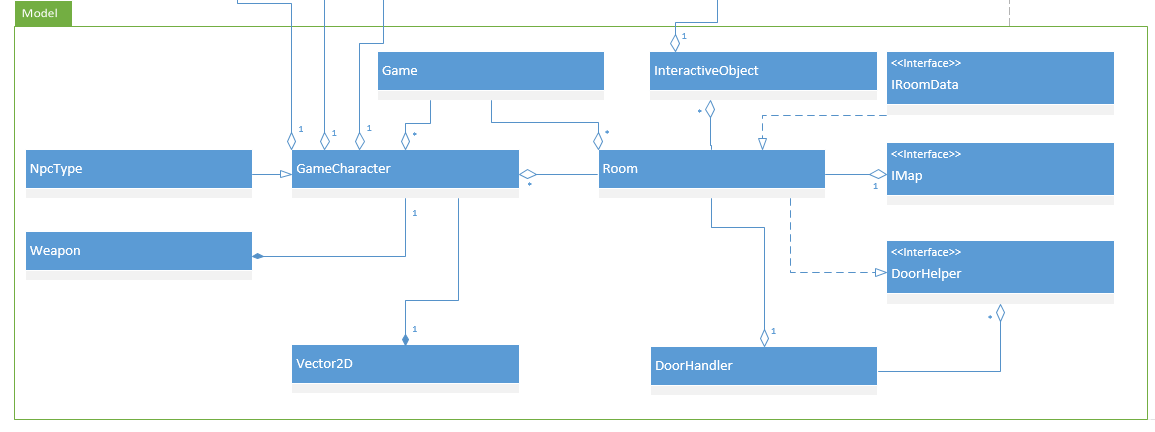 Model
1
Game
InteractiveObject
<<Interface>>
IRoomData
1
1
1
*
*
*
NpcType
GameCharacter
Room
<<Interface>>
IMap
*
1
1
Weapon
<<Interface>>
DoorHelper
*
1
1
Vector2D
DoorHandler